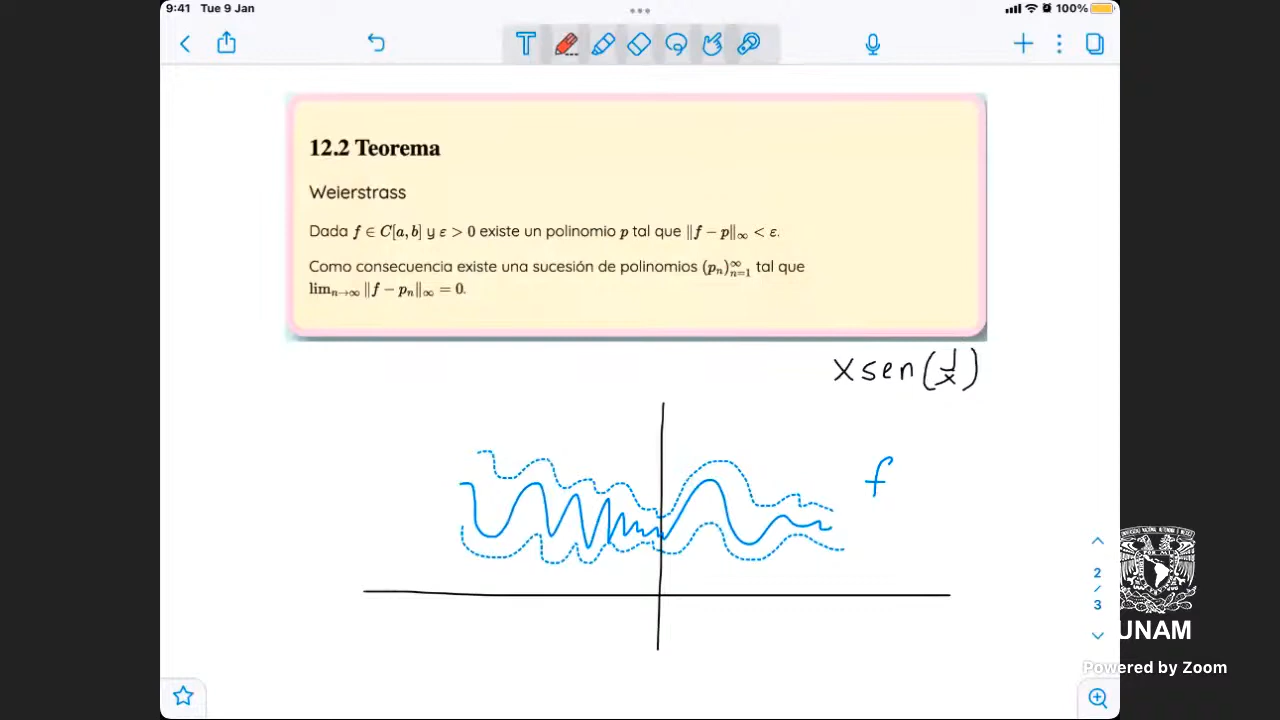 9:41 Tue 9 Jan
100%
12.2 Teorema
Weierstrass
Dada f ∈ C[a, b] y ε > 0 existe un polinomio p tal que ‖f − p‖∞ < ε.
Como consecuencia existe una sucesión de polinomios (pₙ)ₙ₌₁^∞ tal que
limₙ→∞ ‖f − pₙ‖∞ = 0.
x sen(1/x)
f
2
/
3
UNAM
Powered by Zoom